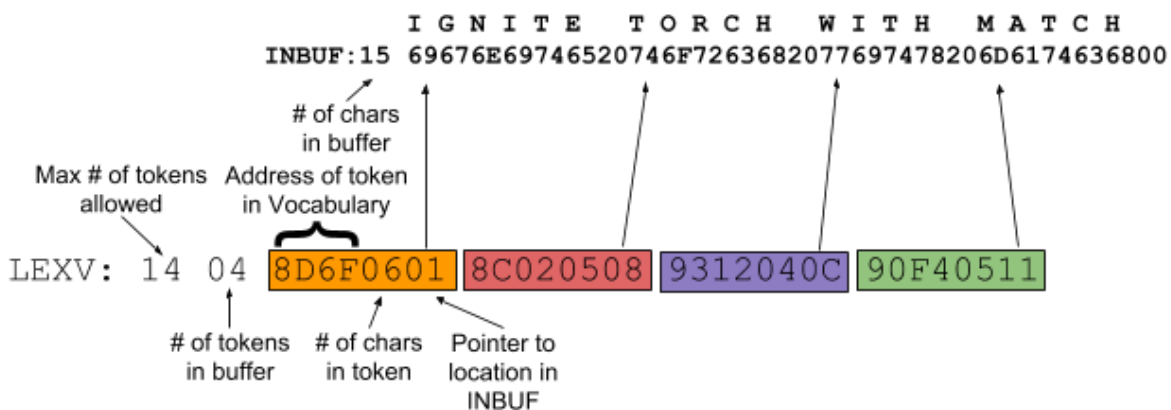 I G N I T E T O R C H W I T H M A T C H
INBUF:15 69676E69746520746F7263682077697478206D6174636800
# of chars
in buffer
Max # of tokens
allowed
Address of token
in Vocabulary
LEXV: 14 04 8D6F0601 8C020508 9312040C 90F40511
# of tokens
in buffer
# of chars
in token
Pointer to
location in
INBUF